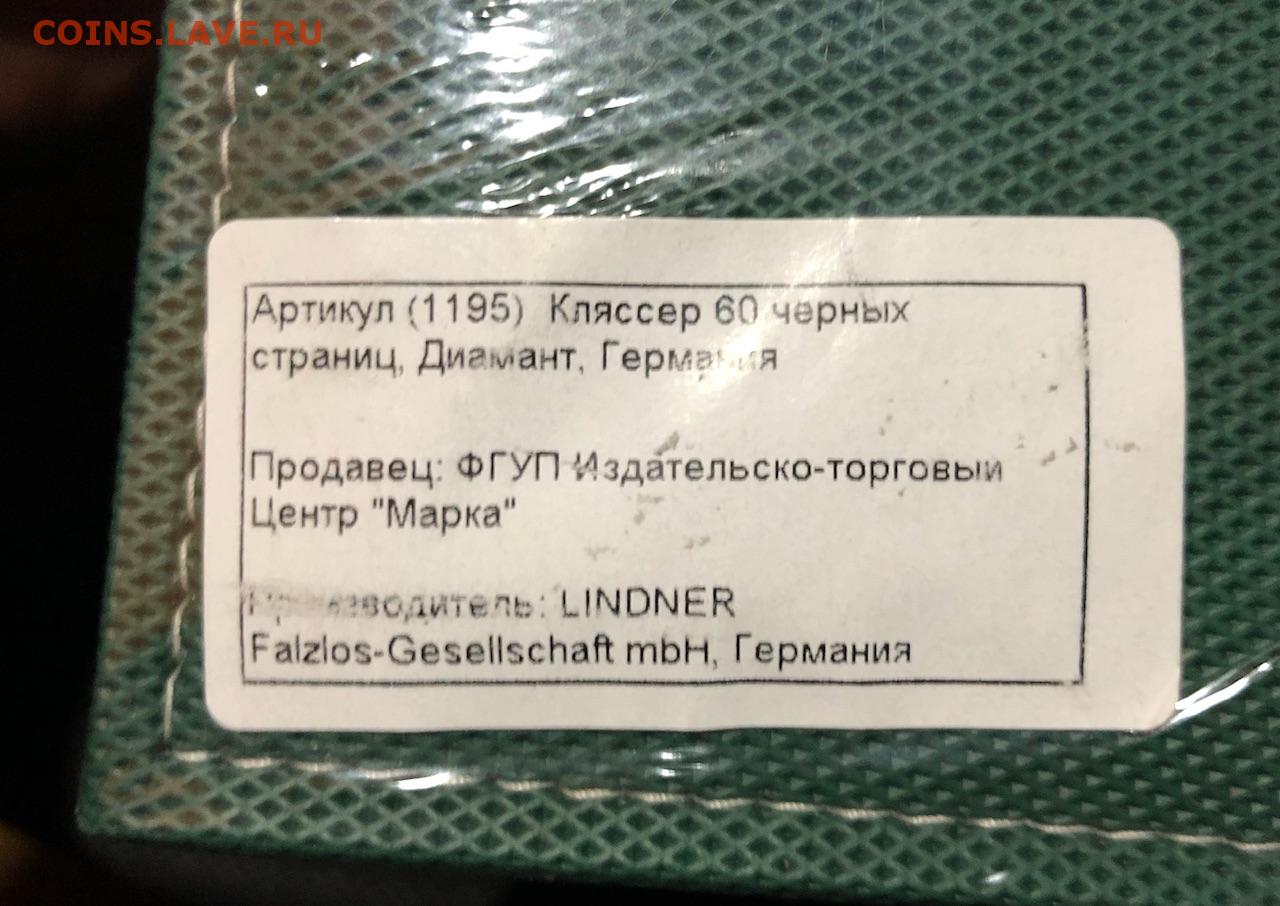 COINS.LAVE.RU
Артикул (1195) Кляссер 60 черных
страниц, Диамант, Германия
Продавец: ФГУП Издательско-торговый
Центр "Марка"
Производитель: LINDNER
Falzlos-Gesellschaft mbH, Германия